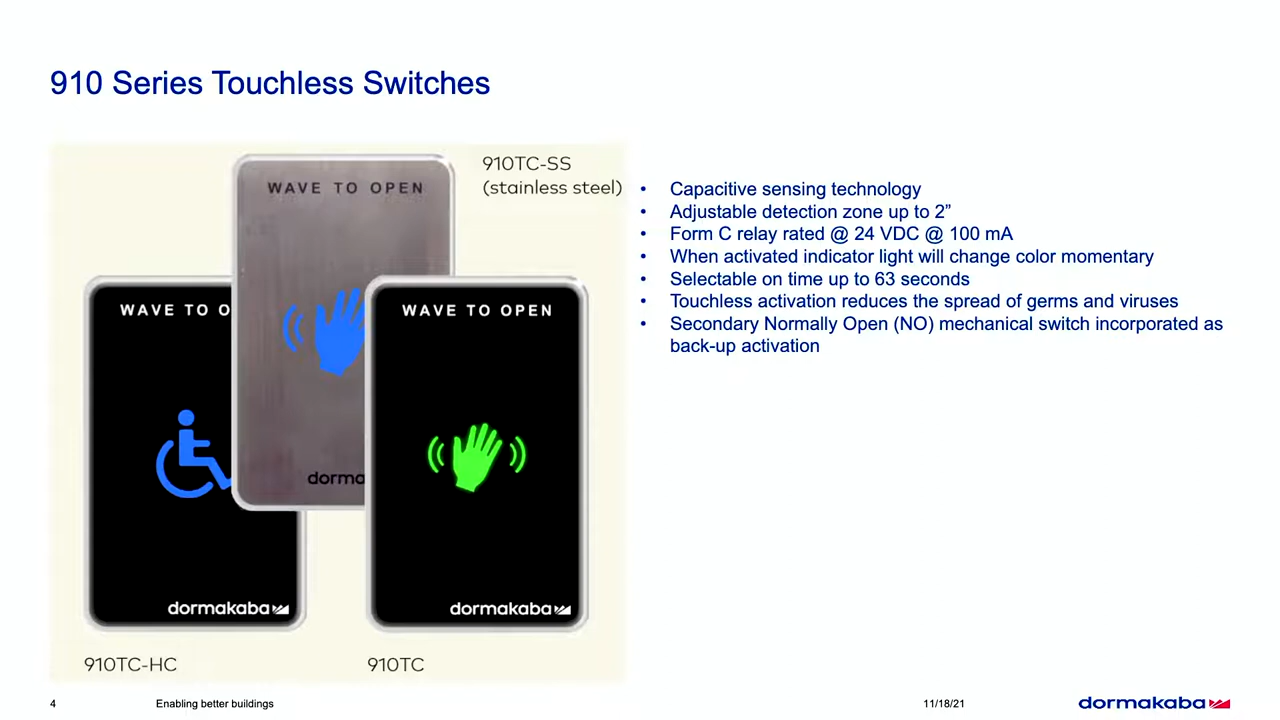 910 Series Touchless Switches
910TC-SS
(stainless steel)
WAVE TO OPEN
WAVE TO O
WAVE TO OPEN
dorma
dormakaba
dormakaba
910TC-HC
910TC
• Capacitive sensing technology
• Adjustable detection zone up to 2”
• Form C relay rated @ 24 VDC @ 100 mA
• When activated indicator light will change color momentary
• Selectable on time up to 63 seconds
• Touchless activation reduces the spread of germs and viruses
• Secondary Normally Open (NO) mechanical switch incorporated as
back-up activation
4
Enabling better buildings
11/18/21
dormakaba